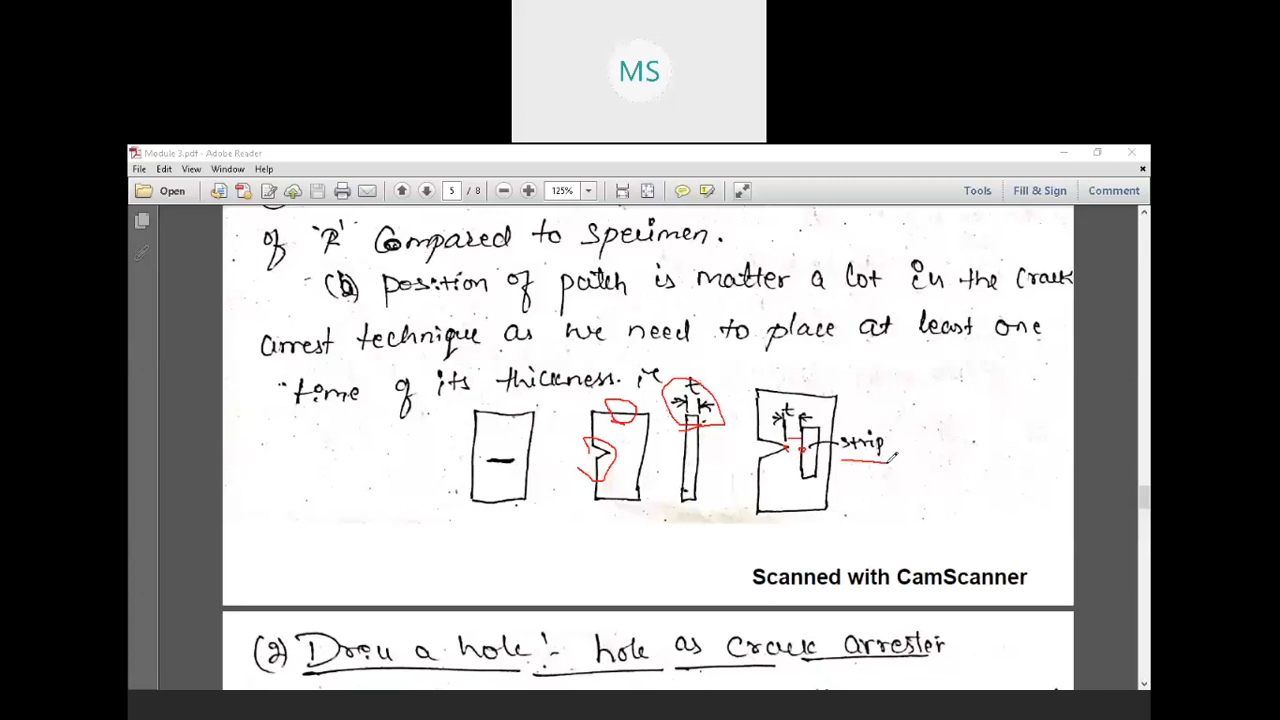 MS
Module 3.pdf - Adobe Reader
File Edit View Window Help
Open 5 / 8 125% Tools Fill & Sign Comment
of 'R' Compared to specimen.
(b) position of patch is matter a lot in the crack
arrest technique as we need to place at least one
time of its thickness. ie
t
t
strip
Scanned with CamScanner
(2) Drew a hole :- hole as crack arrester